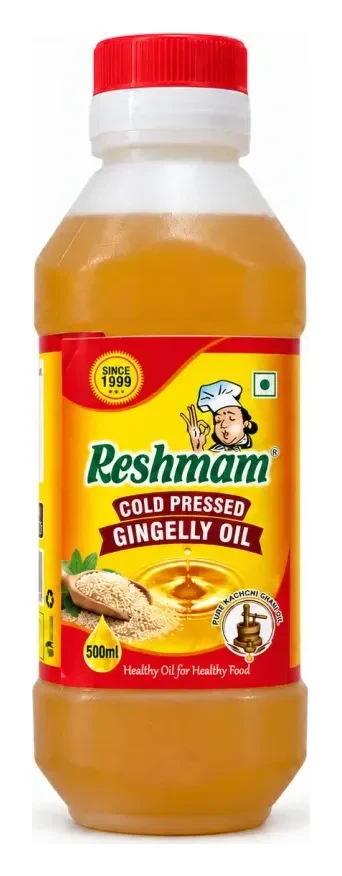 SINCE
1999
Reshmam®
COLD PRESSED
GINGELLY OIL
PURE KACHCHI GHANI OIL
500ml
Healthy Oil for Healthy Food